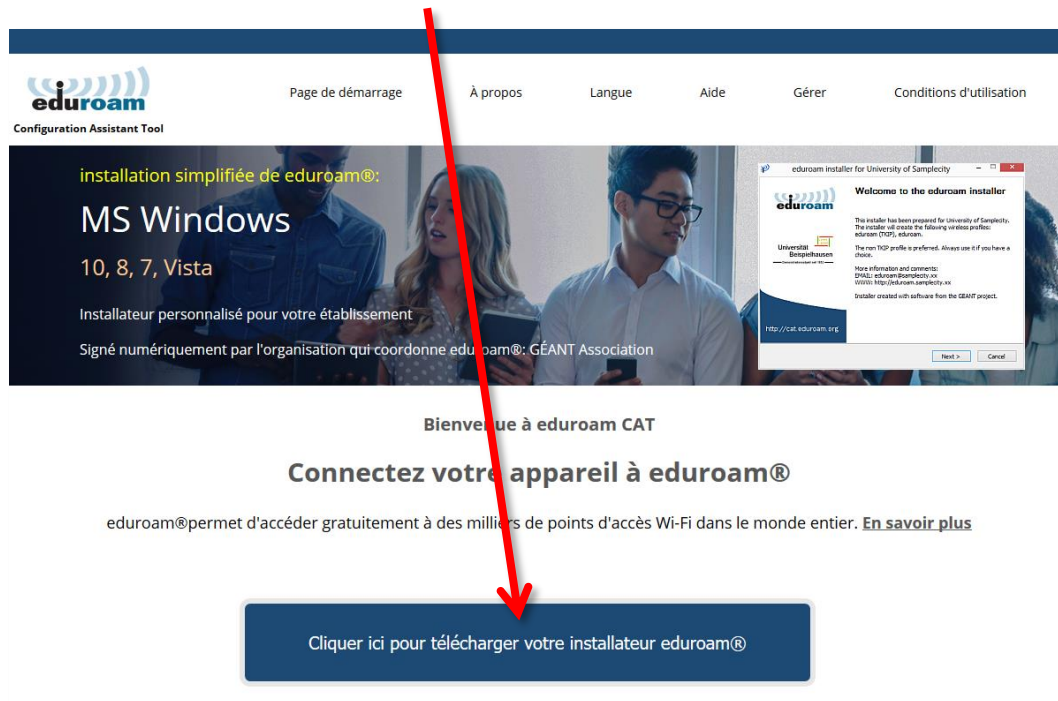 eduroam
Configuration Assistant Tool
Page de démarrage
À propos
Langue
Aide
Gérer
Conditions d'utilisation
installation simplifiée de eduroam®:
MS Windows
10, 8, 7, Vista
Installateur personnalisé pour votre établissement
Signé numériquement par l'organisation qui coordonne eduroam®: GÉANT Association
eduroam installer for University of Samplecity
eduroam
Universität
Beispielhausen
http://cat.eduroam.org
Welcome to the eduroam installer
This installer has been prepared for University of Samplecity.
The installer will create the following wireless profiles:
eduroam (TKIP), eduroam.
The non TKIP profile is preferred. Always use it if you have a
choice.
More information and comments:
EMAIL: eduroam@samplecity.xx
WWW: http://eduroam.samplecity.xx
Installer created with software from the GEANT project.
Next >
Cancel
Bienvenue à eduroam CAT
Connectez votre appareil à eduroam®
eduroam®permet d'accéder gratuitement à des milliers de points d'accès Wi-Fi dans le monde entier. En savoir plus
Cliquer ici pour télécharger votre installateur eduroam®